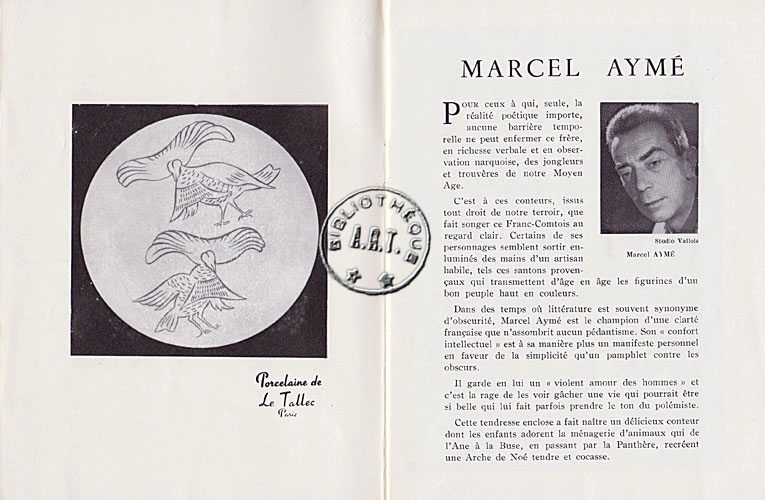 Porcelaine de
Le Tallec
Paris
BIBLIOTHÈQUE
A.R.T.
MARCEL AYMÉ
POUR ceux à qui, seule, la
réalité poétique importe,
aucune barrière tempo-
relle ne peut enfermer ce frère,
en richesse verbale et en obser-
vation narquoise, des jongleurs
et trouvères de notre Moyen
Age.
C'est à ces conteurs, issus
tout droit de notre terroir, que
fait songer ce Franc-Comtois au
regard clair. Certains de ses
personnages semblent sortir en-
luminés des mains d'un artisan
habile, tels ces santons proven-
çaux qui transmettent d'âge en âge les figurines d'un
bon peuple haut en couleurs.
Studio Vallois
Marcel AYMÉ
Dans des temps où littérature est souvent synonyme
d'obscurité, Marcel Aymé est le champion d'une clarté
française que n'assombrit aucun pédantisme. Son « confort
intellectuel » est à sa manière plus un manifeste personnel
en faveur de la simplicité qu'un pamphlet contre les
obscurs.
Il garde en lui un « violent amour des hommes » et
c'est la rage de les voir gâcher une vie qui pourrait être
si belle qui lui fait parfois prendre le ton du polémiste.
Cette tendresse enclose a fait naître un délicieux conteur
dont les enfants adorent la ménagerie d'animaux qui de
l'Ane à la Buse, en passant par la Panthère, recréent
une Arche de Noé tendre et cocasse.